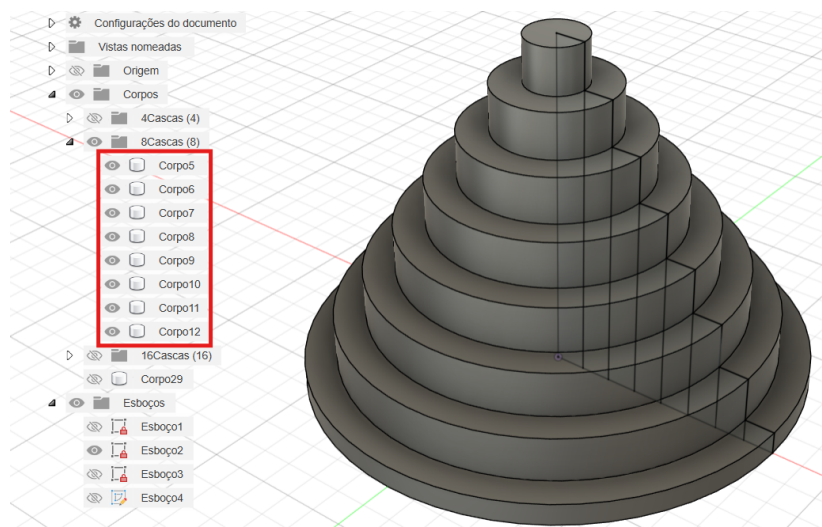 Configurações do documento
Vistas nomeadas
Origem
Corpos
4Cascas (4)
8Cascas (8)
Corpo5
Corpo6
Corpo7
Corpo8
Corpo9
Corpo10
Corpo11
Corpo12
16Cascas (16)
Corpo29
Esboços
Esboço1
Esboço2
Esboço3
Esboço4